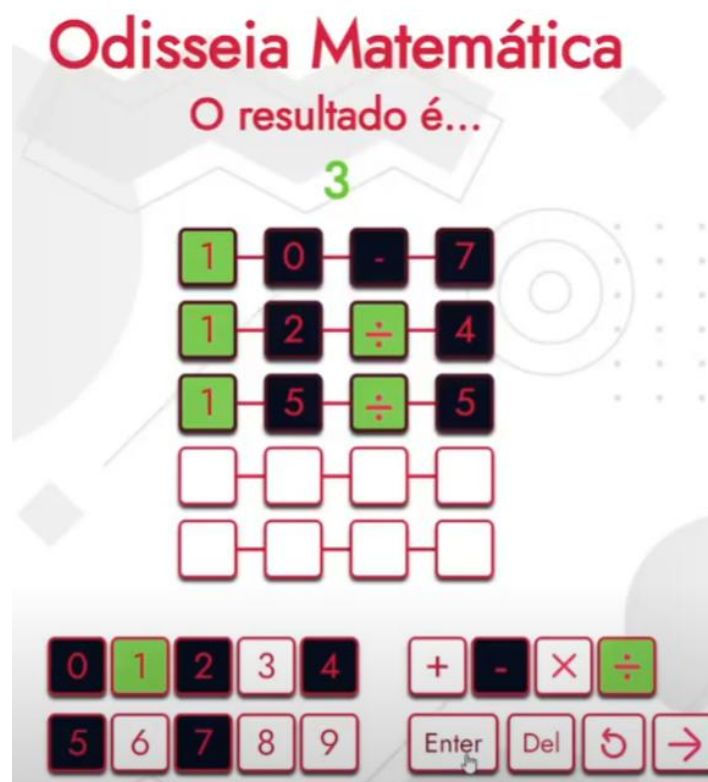 Odisseia Matemática
O resultado é...
3
1 0 - 7
1 2 ÷ 4
1 5 ÷ 5
0 1 2 3 4 + - × ÷
5 6 7 8 9 Enter Del ↺ →